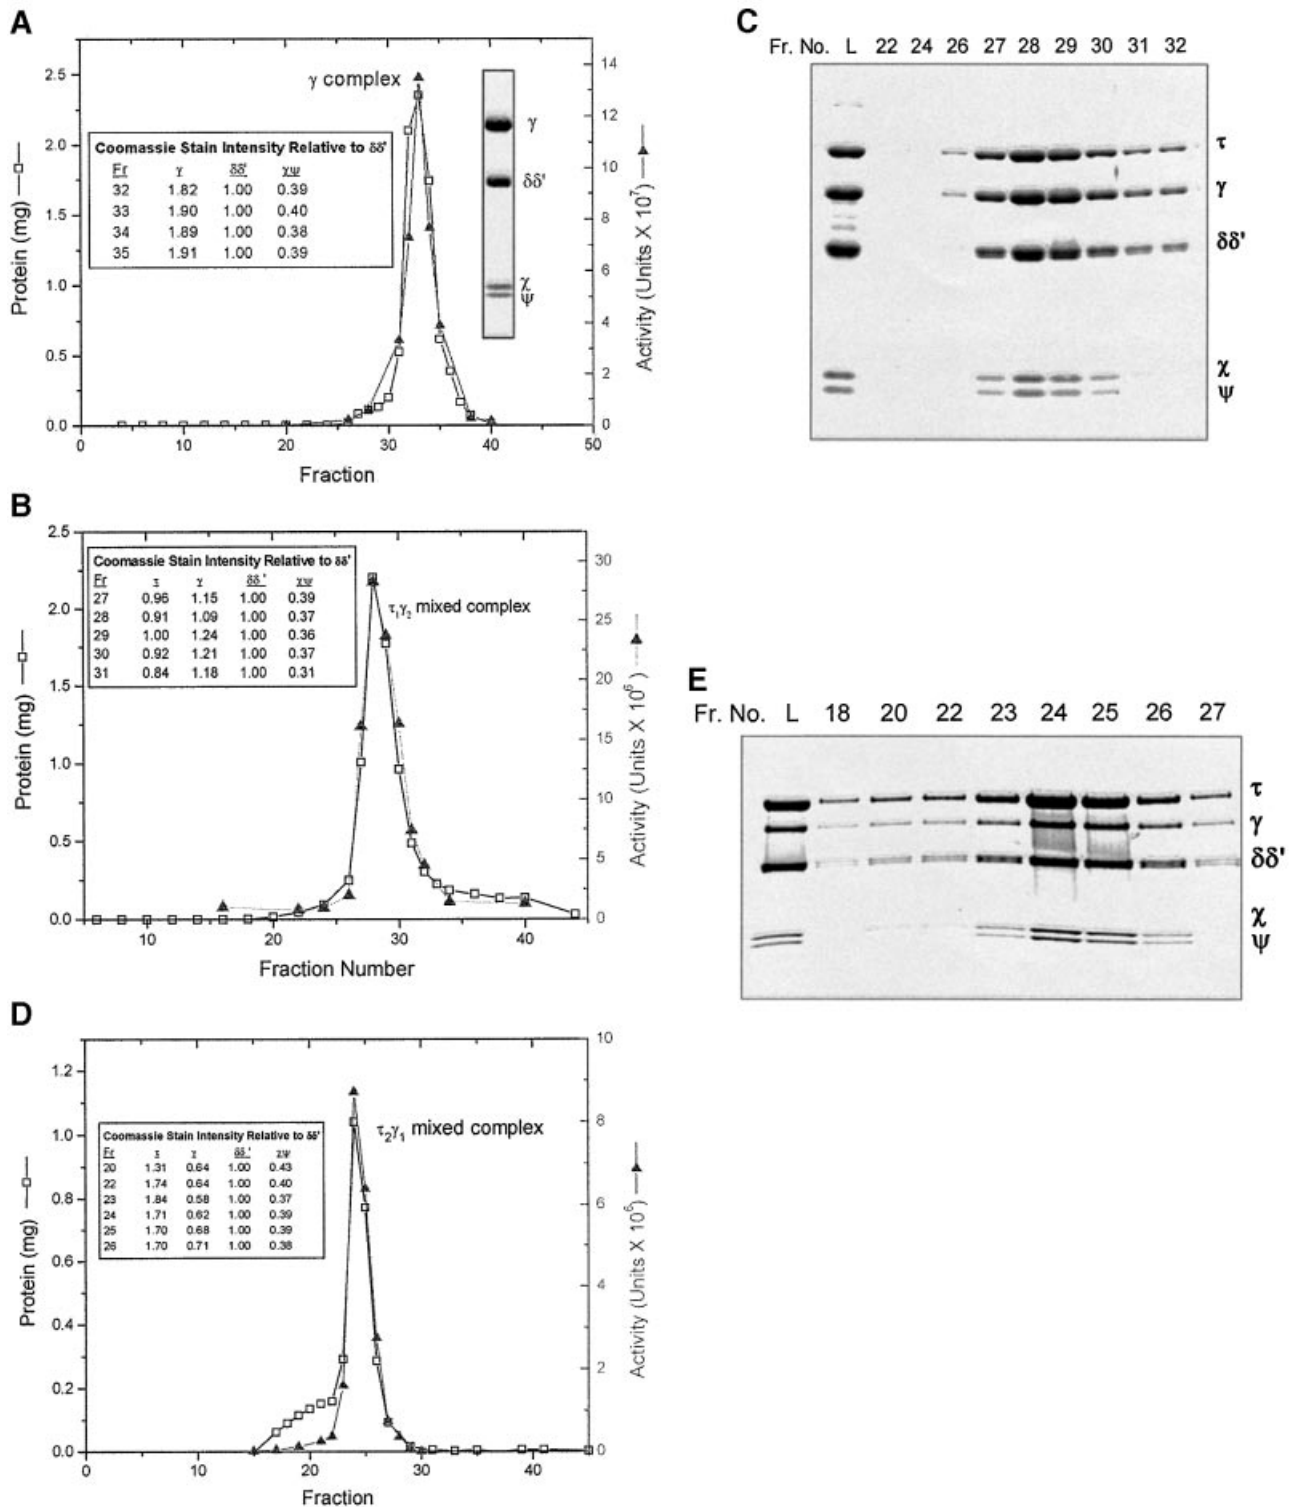 A
γ complex
Coomassie Stain Intensity Relative to δδ'
Fr γ δδ' χψ
32 1.82 1.00 0.39
33 1.90 1.00 0.40
34 1.89 1.00 0.38
35 1.91 1.00 0.39
γ
δδ'
χ
ψ
Protein (mg)
2.5
2.0
1.5
1.0
0.5
0.0
Activity (Units X 10⁷)
14
12
10
8
6
4
2
0
0 10 20 30 40 50
Fraction
C
Fr. No. L 22 24 26 27 28 29 30 31 32
τ
γ
δδ'
χ
ψ
B
Coomassie Stain Intensity Relative to δδ'
Fr τ γ δδ' χψ
27 0.96 1.15 1.00 0.39
28 0.91 1.09 1.00 0.37
29 1.00 1.24 1.00 0.36
30 0.92 1.21 1.00 0.37
31 0.84 1.18 1.00 0.31
τ₁γ₂ mixed complex
Protein (mg)
2.5
2.0
1.5
1.0
0.5
0.0
Activity (Units X 10⁶)
30
25
20
15
10
5
0
10 20 30 40
Fraction Number
E
Fr. No. L 18 20 22 23 24 25 26 27
τ
γ
δδ'
χ
ψ
D
τ₂γ₁ mixed complex
Coomassie Stain Intensity Relative to δδ'
Fr τ γ δδ' χψ
20 1.31 0.64 1.00 0.43
22 1.74 0.64 1.00 0.40
23 1.84 0.58 1.00 0.37
24 1.71 0.62 1.00 0.39
25 1.70 0.68 1.00 0.39
26 1.70 0.71 1.00 0.38
Protein (mg)
1.2
1.0
0.8
0.6
0.4
0.2
0.0
Activity (Units X 10⁶)
10
8
6
4
2
0
0 10 20 30 40
Fraction